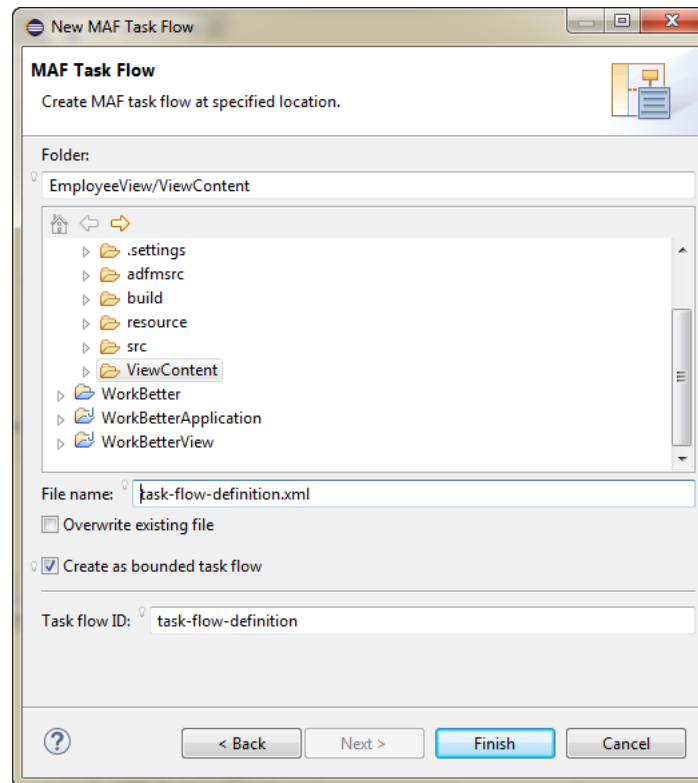 New MAF Task Flow
MAF Task Flow
Create MAF task flow at specified location.
Folder:
EmployeeView/ViewContent
.settings
adfmsrc
build
resource
src
ViewContent
WorkBetter
WorkBetterApplication
WorkBetterView
File name: task-flow-definition.xml
Overwrite existing file
Create as bounded task flow
Task flow ID: task-flow-definition
? < Back Next > Finish Cancel